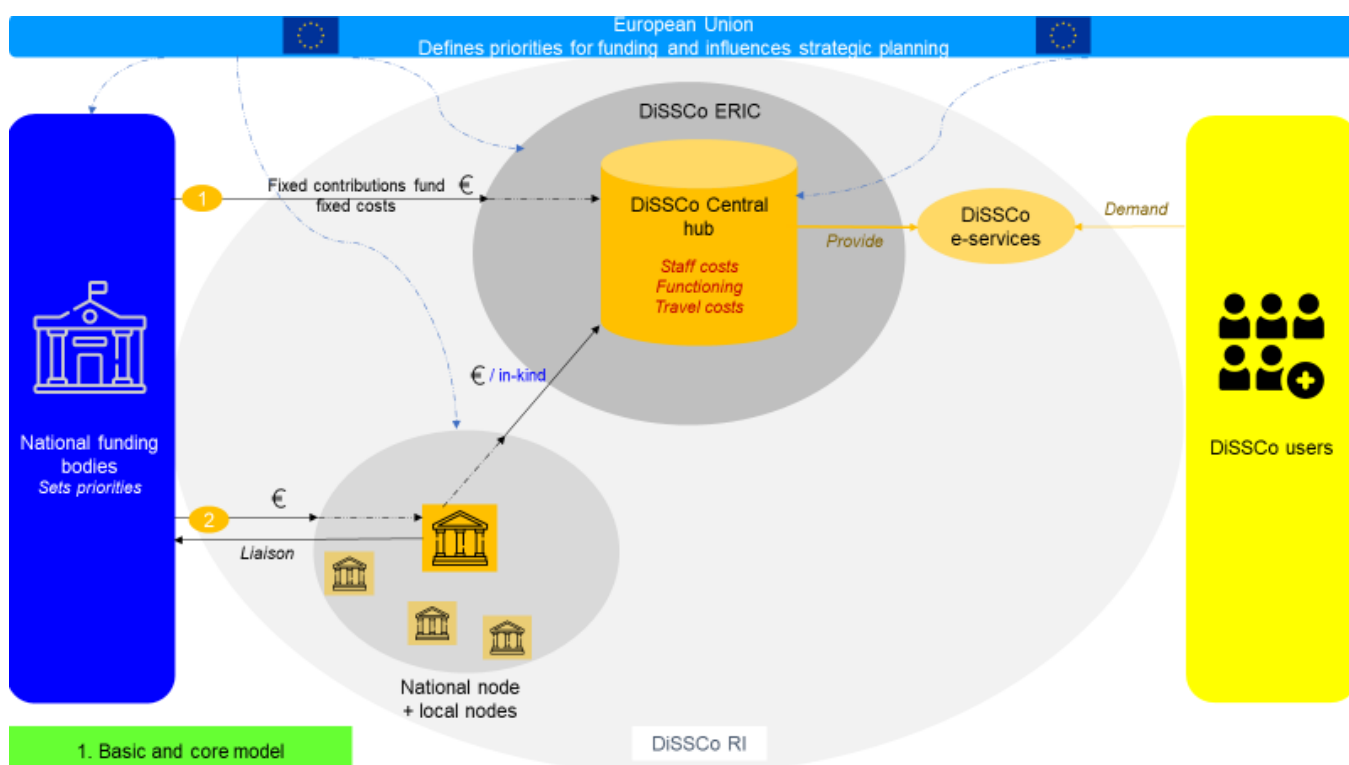 European Union
Defines priorities for funding and influences strategic planning
DiSSCo ERIC
1
Fixed contributions fund €
fixed costs
DiSSCo Central
hub
Staff costs
Functioning
Travel costs
Provide
DiSSCo
e-services
Demand
€ / in-kind
National funding
bodies
Sets priorities
DiSSCo users
€
2
Liaison
National node
+ local nodes
DiSSCo RI
1. Basic and core model